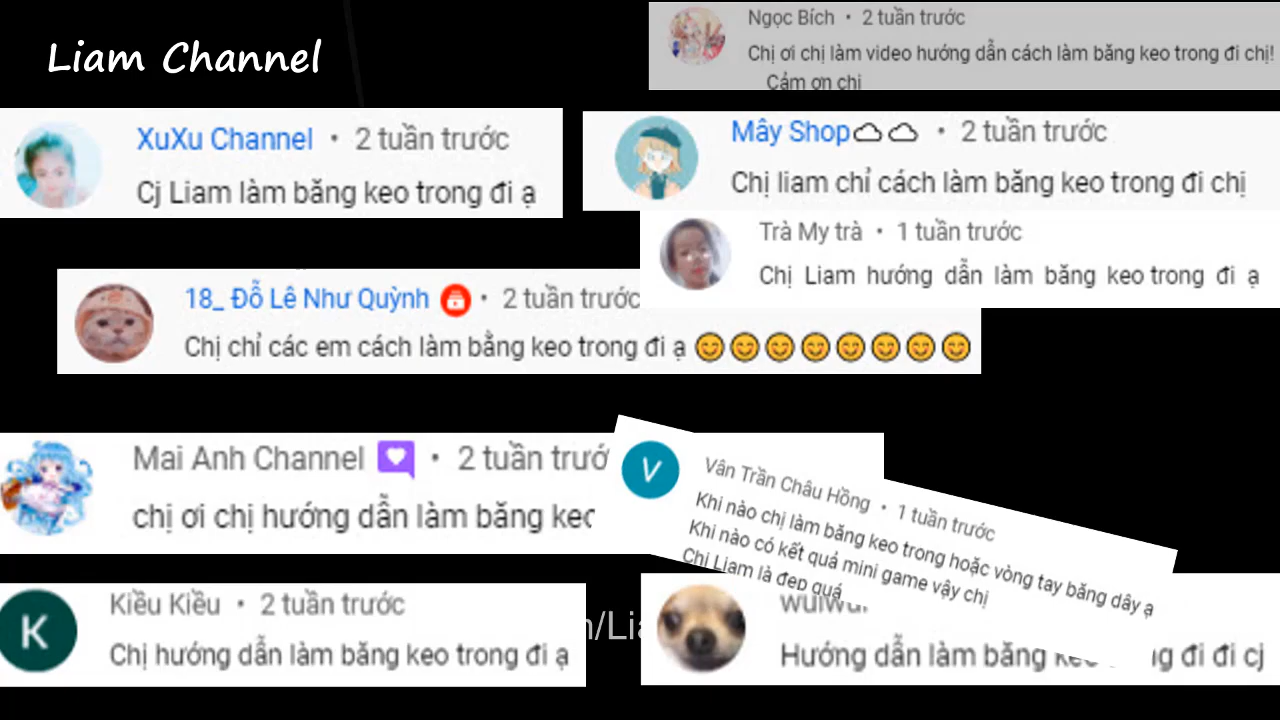 Liam Channel
Ngọc Bích • 2 tuần trước
Chị ơi chị làm video hướng dẫn cách làm băng keo trong đi chị!
Cảm ơn chi
XuXu Channel • 2 tuần trước
Cj Liam làm băng keo trong đi ạ
Mây Shop • 2 tuần trước
Chị liam chỉ cách làm băng keo trong đi chị
Trà My trà • 1 tuần trước
Chị Liam hướng dẫn làm băng keo trong đi ạ
18_ Đỗ Lê Như Quỳnh • 2 tuần trước
Chị chỉ các em cách làm bằng keo trong đi ạ 😊😊😊😊😊😊😊😊
Mai Anh Channel • 2 tuần
chị ơi chị hướng dẫn làm băng
Vân Trần Châu Hồng • 1 tuần trước
Khi nào chị làm băng keo trong hoặc vòng tay băng dây ạ
Khi nào có kết quả mini game vậy chị
Chị Liam là đẹp quá
Kiều Kiều • 2 tuần trước
Chị hướng dẫn làm băng keo trong đi ạ
Hướng dẫn làm băng đi đi cj